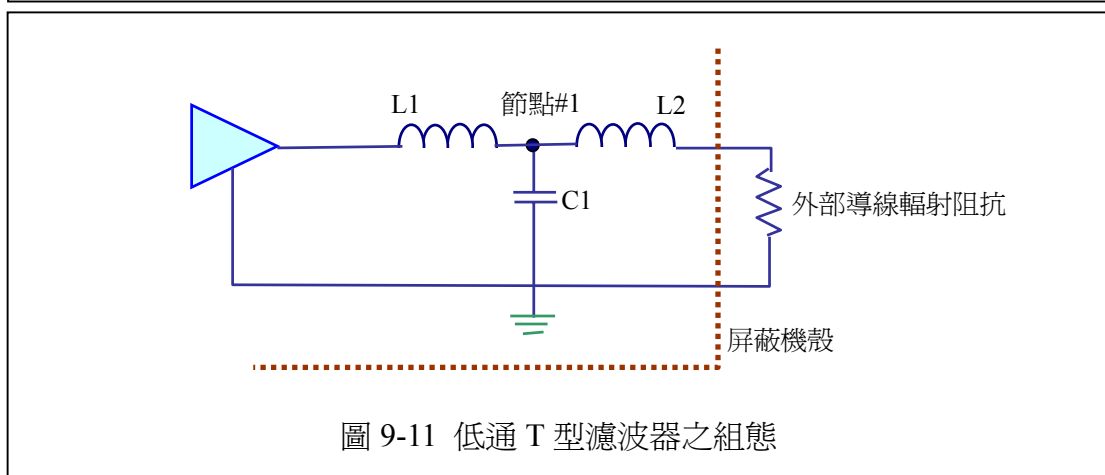 L1
節點#1
L2
C1
外部導線輻射阻抗
屏蔽機殼
圖 9-11 低通 T 型濾波器之組態